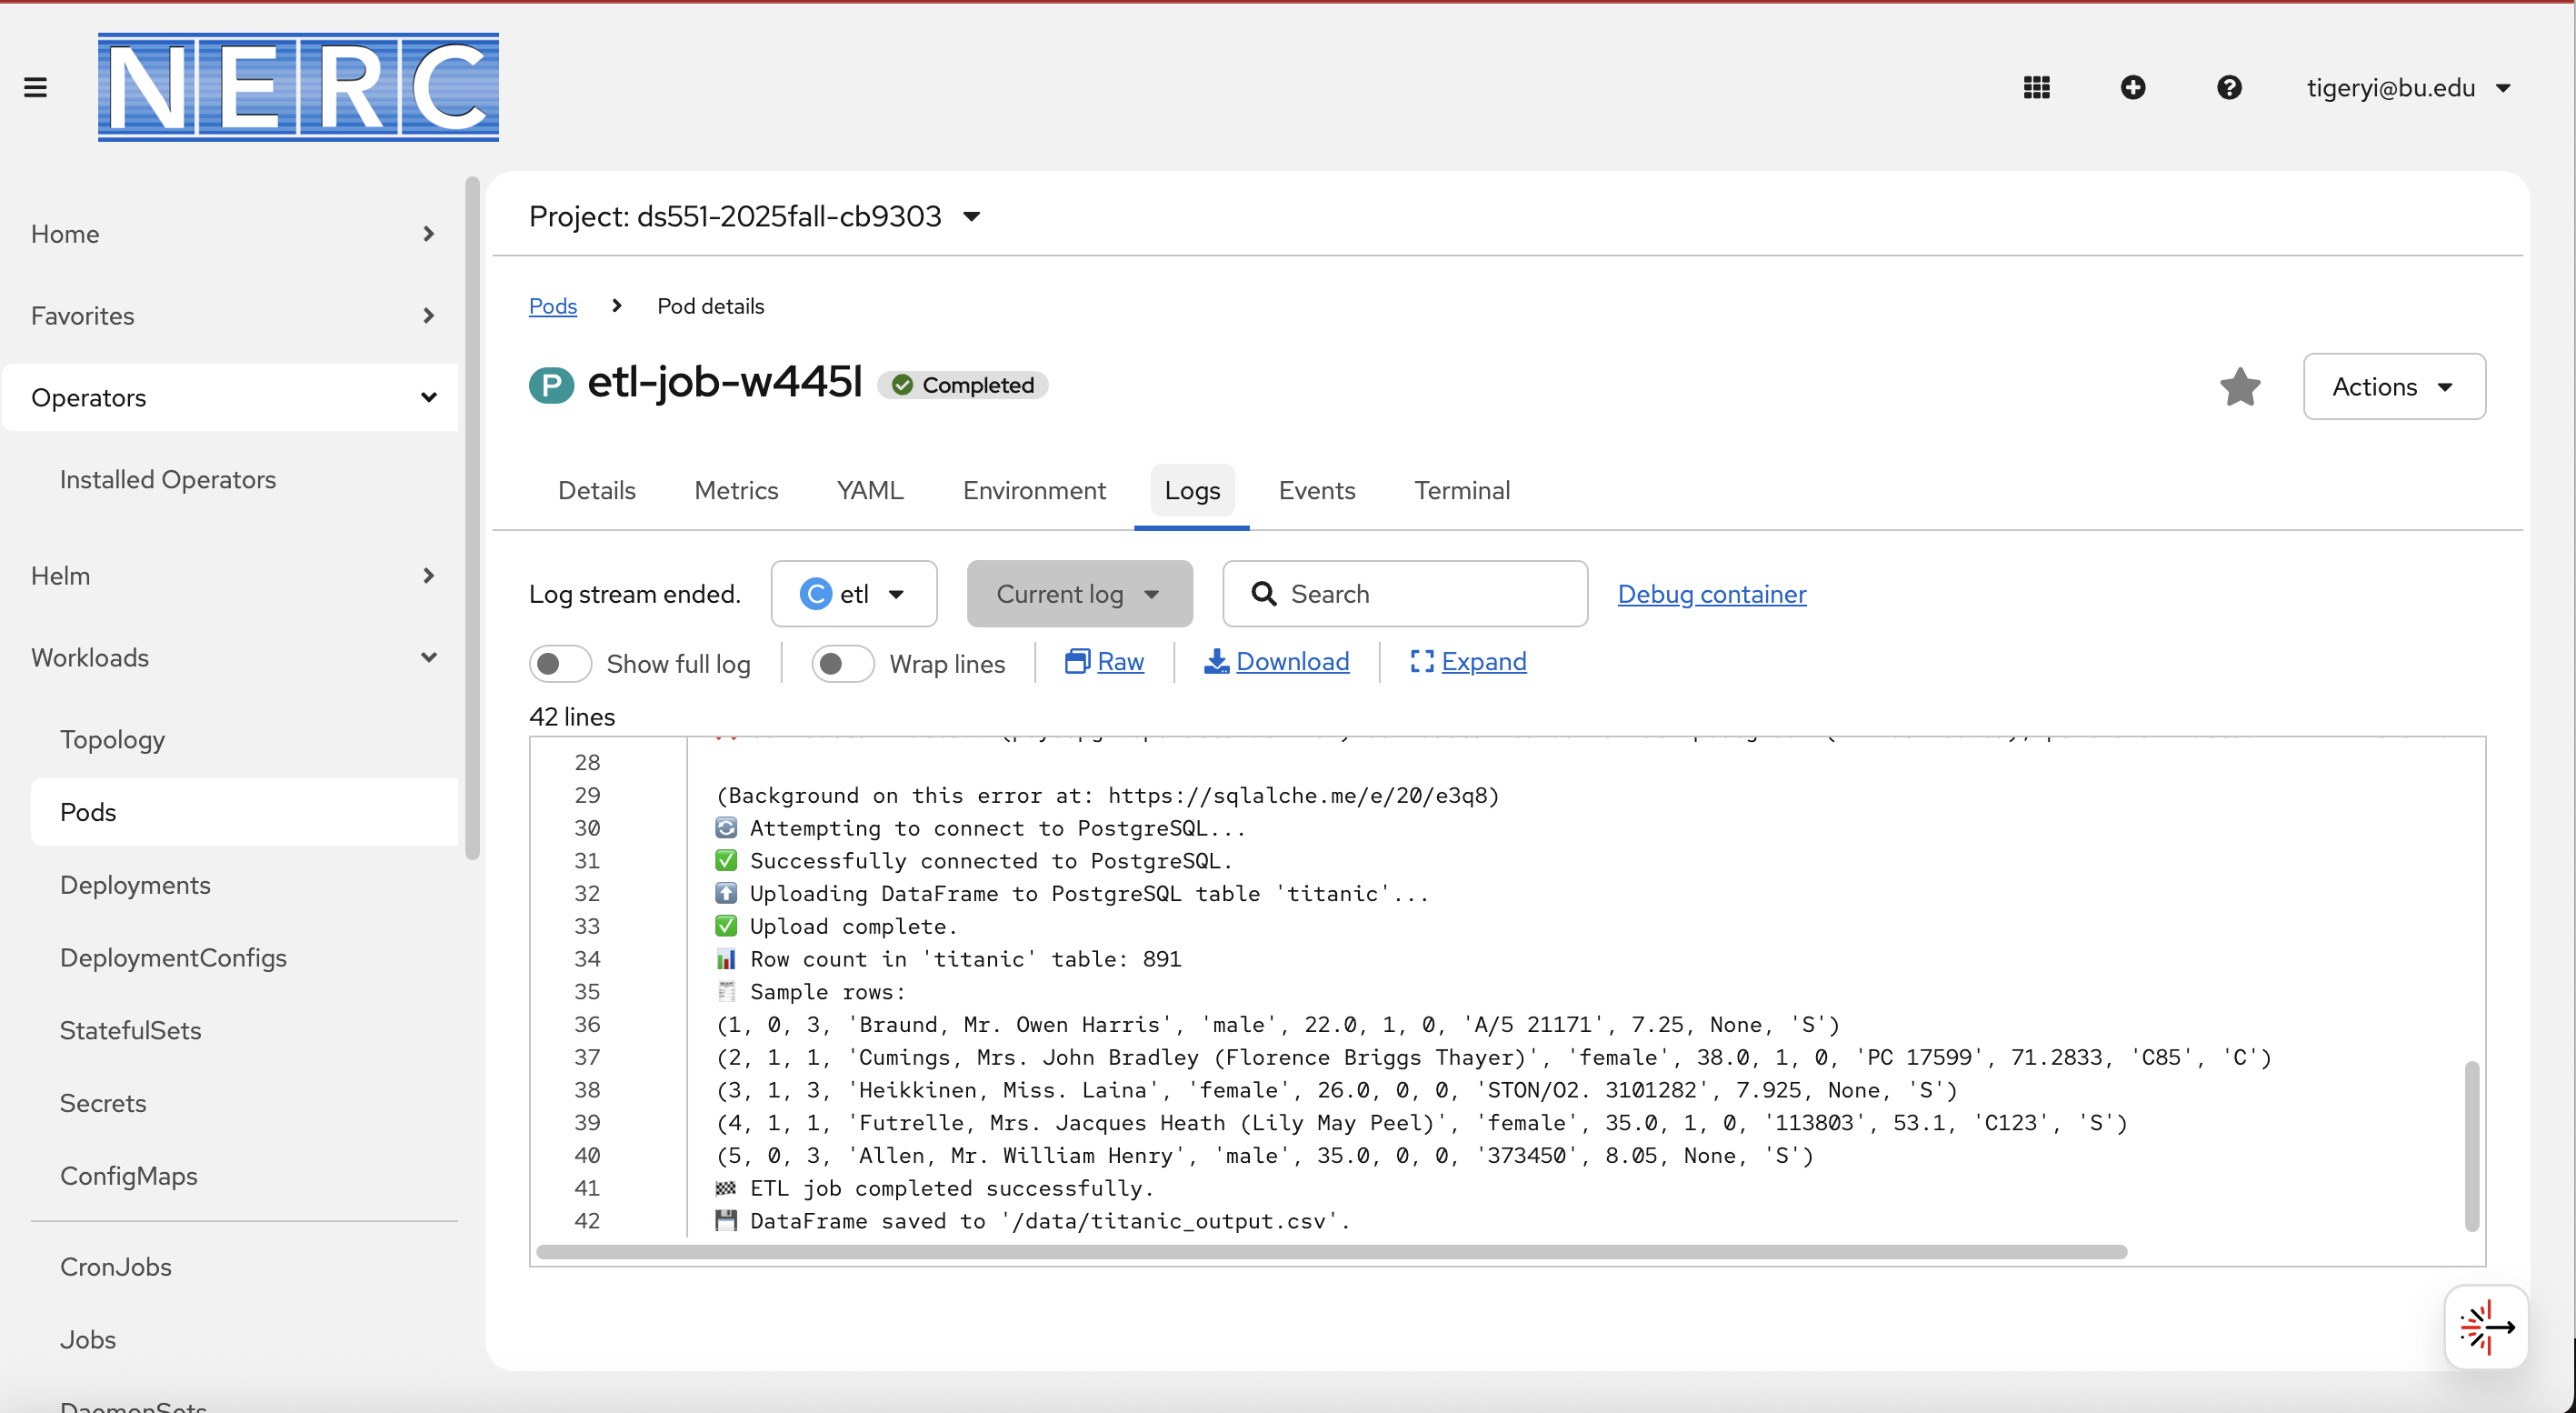 NERC
tigeryi@bu.edu
Home
Favorites
Operators
Installed Operators
Helm
Workloads
Topology
Pods
Deployments
DeploymentConfigs
StatefulSets
Secrets
ConfigMaps
CronJobs
Jobs
DaemonSets
Project: ds551-2025fall-cb9303
Pods > Pod details
P etl-job-w445l Completed
Actions
Details Metrics YAML Environment Logs Events Terminal
Log stream ended. C etl Current log Search Debug container
Show full log Wrap lines Raw Download Expand
42 lines
28
29 (Background on this error at: https://sqlalche.me/e/20/e3q8)
30 🔄 Attempting to connect to PostgreSQL...
31 ✅ Successfully connected to PostgreSQL.
32 ⬆️ Uploading DataFrame to PostgreSQL table 'titanic'...
33 ✅ Upload complete.
34 📊 Row count in 'titanic' table: 891
35 🧾 Sample rows:
36 (1, 0, 3, 'Braund, Mr. Owen Harris', 'male', 22.0, 1, 0, 'A/5 21171', 7.25, None, 'S')
37 (2, 1, 1, 'Cumings, Mrs. John Bradley (Florence Briggs Thayer)', 'female', 38.0, 1, 0, 'PC 17599', 71.2833, 'C85', 'C')
38 (3, 1, 3, 'Heikkinen, Miss. Laina', 'female', 26.0, 0, 0, 'STON/O2. 3101282', 7.925, None, 'S')
39 (4, 1, 1, 'Futrelle, Mrs. Jacques Heath (Lily May Peel)', 'female', 35.0, 1, 0, '113803', 53.1, 'C123', 'S')
40 (5, 0, 3, 'Allen, Mr. William Henry', 'male', 35.0, 0, 0, '373450', 8.05, None, 'S')
41 🏁 ETL job completed successfully.
42 💾 DataFrame saved to '/data/titanic_output.csv'.